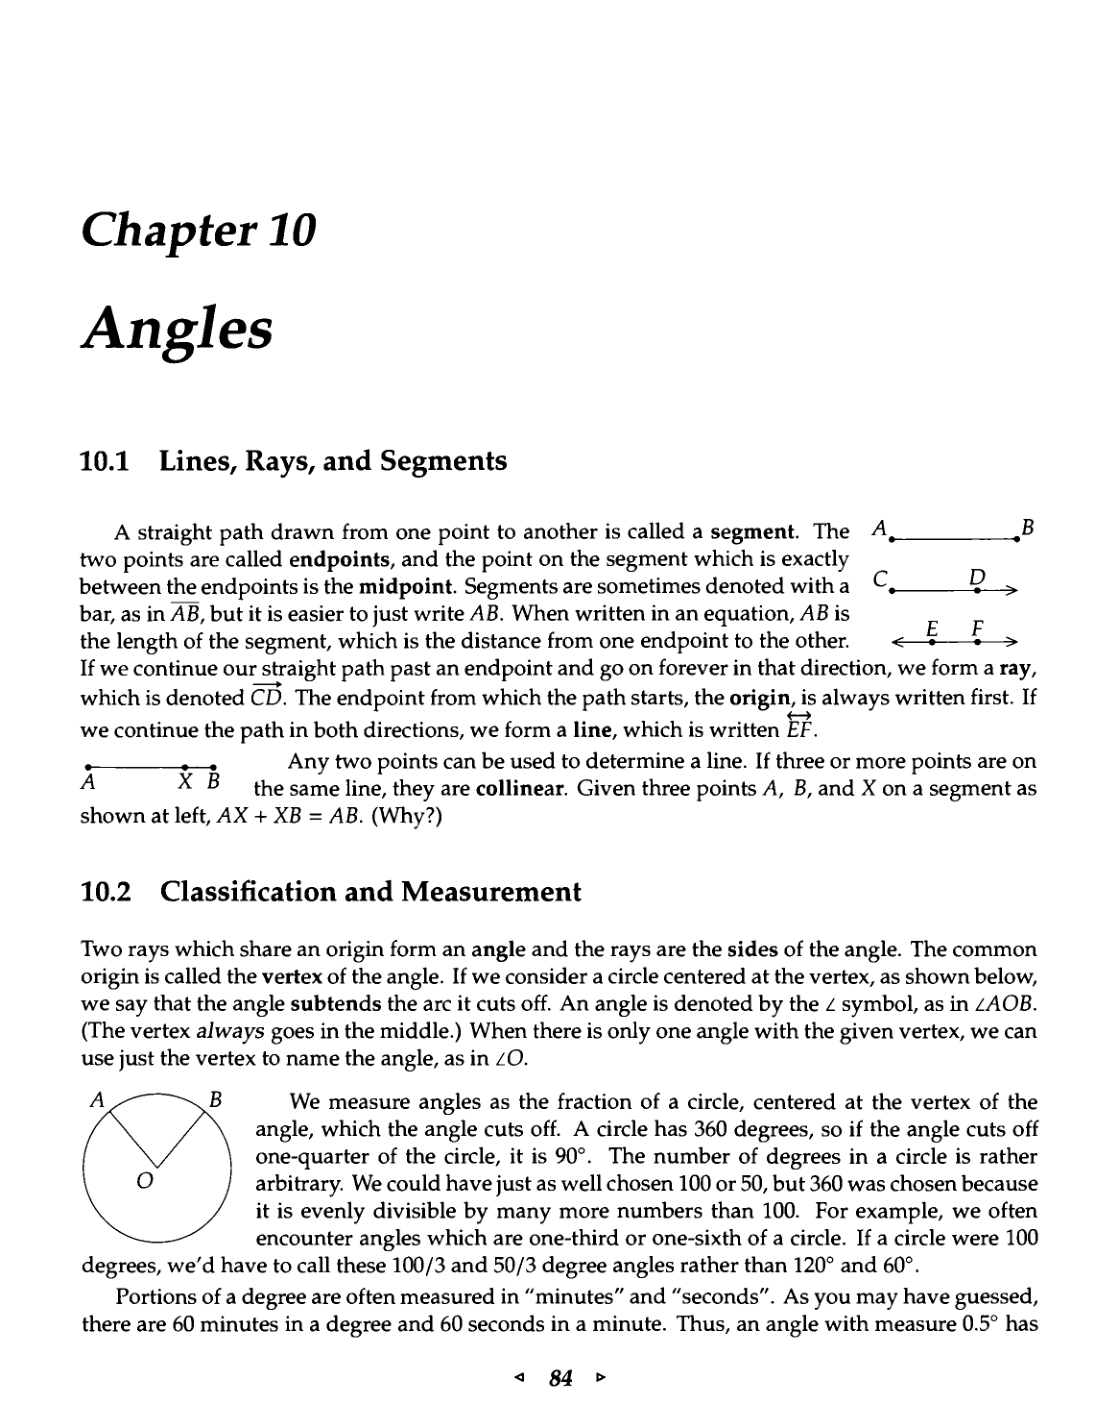 Chapter 10
Angles
10.1 Lines, Rays, and Segments
A straight path drawn from one point to another is called a segment. The
two points are called endpoints, and the point on the segment which is exactly
between the endpoints is the midpoint. Segments are sometimes denoted with a
bar, as in A̅B̅, but it is easier to just write AB. When written in an equation, AB is
the length of the segment, which is the distance from one endpoint to the other.
A B
C D
E F
If we continue our straight path past an endpoint and go on forever in that direction, we form a ray,
which is denoted CD→. The endpoint from which the path starts, the origin, is always written first. If
we continue the path in both directions, we form a line, which is written EF↔.
A X B
Any two points can be used to determine a line. If three or more points are on
the same line, they are collinear. Given three points A, B, and X on a segment as
shown at left, AX + XB = AB. (Why?)
10.2 Classification and Measurement
Two rays which share an origin form an angle and the rays are the sides of the angle. The common
origin is called the vertex of the angle. If we consider a circle centered at the vertex, as shown below,
we say that the angle subtends the arc it cuts off. An angle is denoted by the ∠ symbol, as in ∠AOB.
(The vertex always goes in the middle.) When there is only one angle with the given vertex, we can
use just the vertex to name the angle, as in ∠O.
A B
O
We measure angles as the fraction of a circle, centered at the vertex of the
angle, which the angle cuts off. A circle has 360 degrees, so if the angle cuts off
one-quarter of the circle, it is 90°. The number of degrees in a circle is rather
arbitrary. We could have just as well chosen 100 or 50, but 360 was chosen because
it is evenly divisible by many more numbers than 100. For example, we often
encounter angles which are one-third or one-sixth of a circle. If a circle were 100
degrees, we'd have to call these 100/3 and 50/3 degree angles rather than 120° and 60°.
Portions of a degree are often measured in "minutes" and "seconds". As you may have guessed,
there are 60 minutes in a degree and 60 seconds in a minute. Thus, an angle with measure 0.5° has
◃ 84 ▹